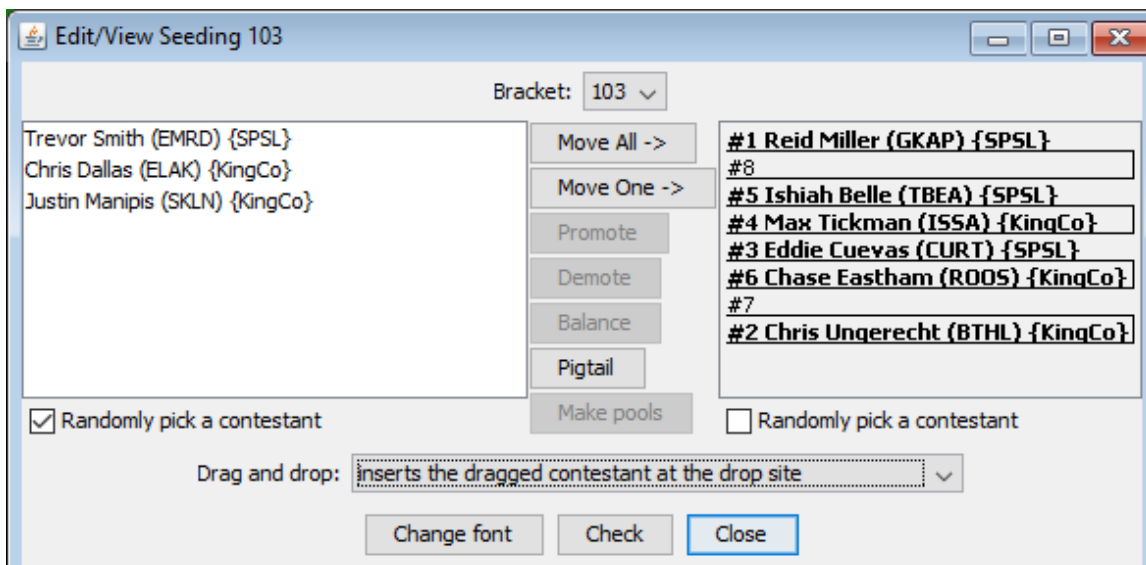 Edit/View Seeding 103
Bracket: 103
Trevor Smith (EMRD) {SPSL}
Chris Dallas (ELAK) {KingCo}
Justin Manipis (SKLN) {KingCo}
Move All ->
Move One ->
Promote
Demote
Balance
Pigtail
Make pools
#1 Reid Miller (GKAP) {SPSL}
#8
#5 Ishiah Belle (TBEA) {SPSL}
#4 Max Tickman (ISSA) {KingCo}
#3 Eddie Cuevas (CURT) {SPSL}
#6 Chase Eastham (ROOS) {KingCo}
#7
#2 Chris Ungerecht (BTHL) {KingCo}
Randomly pick a contestant
Randomly pick a contestant
Drag and drop: inserts the dragged contestant at the drop site
Change font
Check
Close